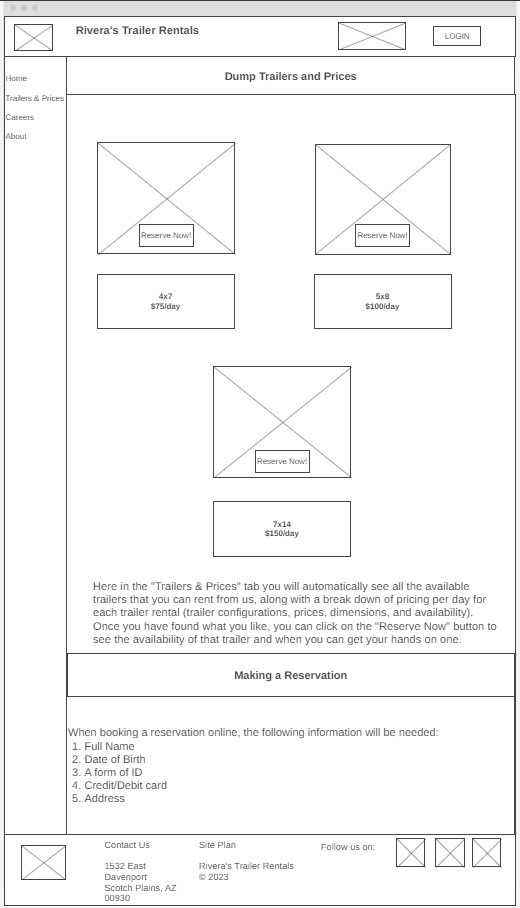 Rivera's Trailer Rentals
LOGIN
Home
Trailers & Prices
Careers
About
Dump Trailers and Prices
Reserve Now!
Reserve Now!
4x7
$75/day
5x8
$100/day
Reserve Now!
7x14
$150/day
Here in the "Trailers & Prices" tab you will automatically see all the available
trailers that you can rent from us, along with a break down of pricing per day for
each trailer rental (trailer configurations, prices, dimensions, and availability).
Once you have found what you like, you can click on the "Reserve Now" button to
see the availability of that trailer and when you can get your hands on one.
Making a Reservation
When booking a reservation online, the following information will be needed:
1. Full Name
2. Date of Birth
3. A form of ID
4. Credit/Debit card
5. Address
Contact Us
1532 East
Davenport
Scotch Plains, AZ
00930
Site Plan
Rivera's Trailer Rentals
© 2023
Follow us on: